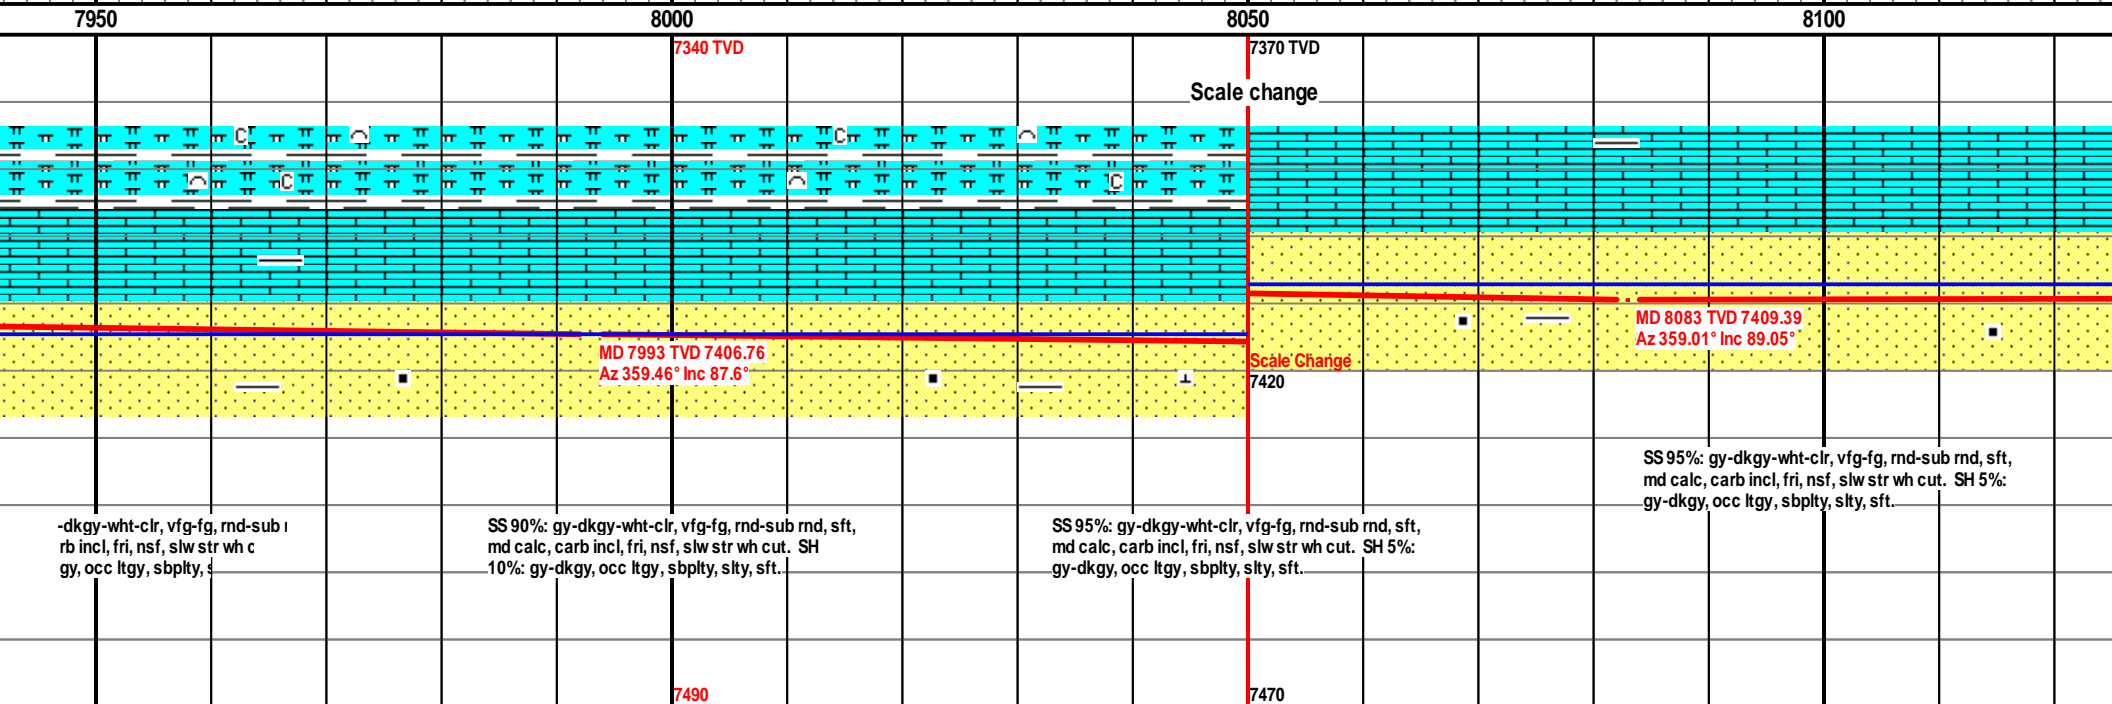 7950 8000 8050 8100
7340 TVD 7370 TVD
Scale change
C C
C C
MD 7993 TVD 7406.76
Az 359.46° Inc 87.6°
MD 8083 TVD 7409.39
Az 359.01° Inc 89.05°
Scale Change
7420
-dkgy-wht-clr, vfg-fg, rnd-sub
rb incl, fri, nsf, slw str wh
gy, occ ltgy, sbplty,
SS 90%: gy-dkgy-wht-clr, vfg-fg, rnd-sub rnd, sft,
md calc, carb incl, fri, nsf, slw str wh cut. SH
10%: gy-dkgy, occ ltgy, sbplty, slty, sft.
SS 95%: gy-dkgy-wht-clr, vfg-fg, rnd-sub rnd, sft,
md calc, carb incl, fri, nsf, slw str wh cut. SH 5%:
gy-dkgy, occ ltgy, sbplty, slty, sft.
SS 95%: gy-dkgy-wht-clr, vfg-fg, rnd-sub rnd, sft,
md calc, carb incl, fri, nsf, slw str wh cut. SH 5%:
gy-dkgy, occ ltgy, sbplty, slty, sft.
7490 7470